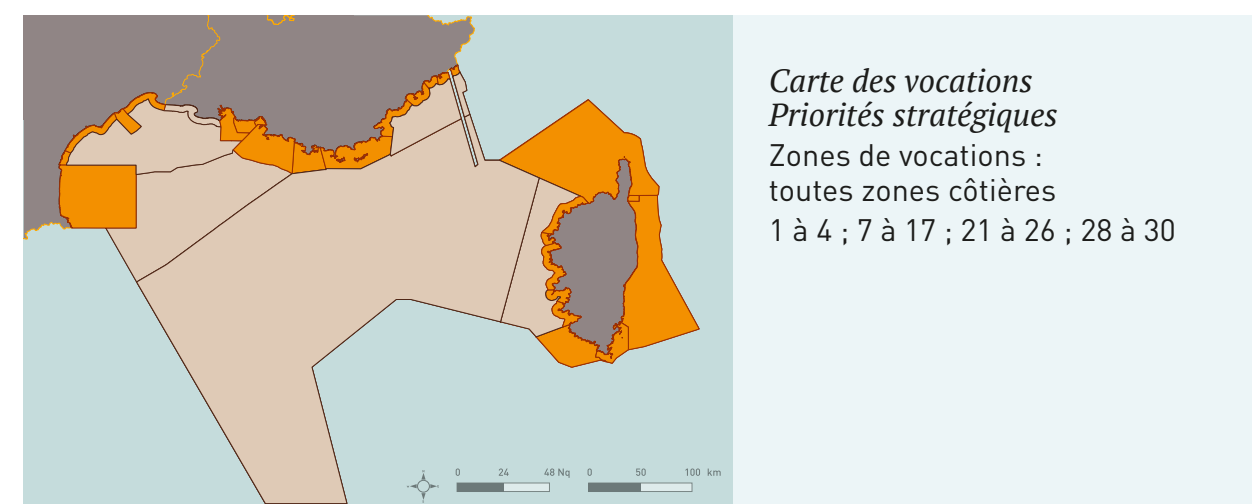 Carte des vocations
Priorités stratégiques
Zones de vocations :
toutes zones côtières
1 à 4 ; 7 à 17 ; 21 à 26 ; 28 à 30
0 24 48 Nq 0 50 100 km